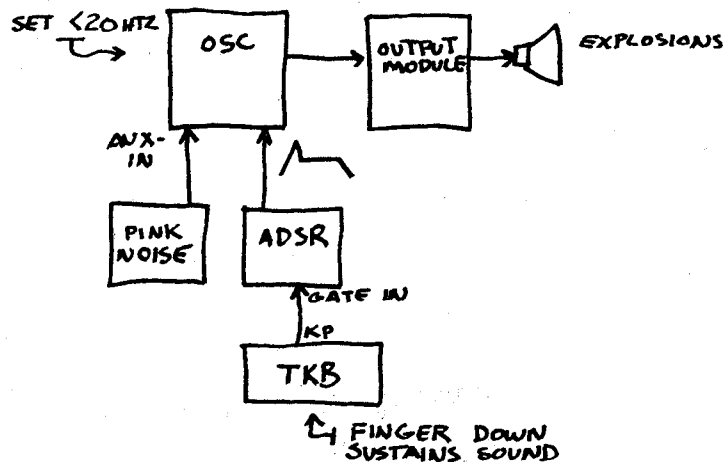 SET <20 HTZ
OSC
OUTPUT
MODULE
EXPLOSIONS
AUX-
IN
PINK
NOISE
ADSR
GATE IN
KP
TKB
FINGER DOWN
SUSTAINS SOUND